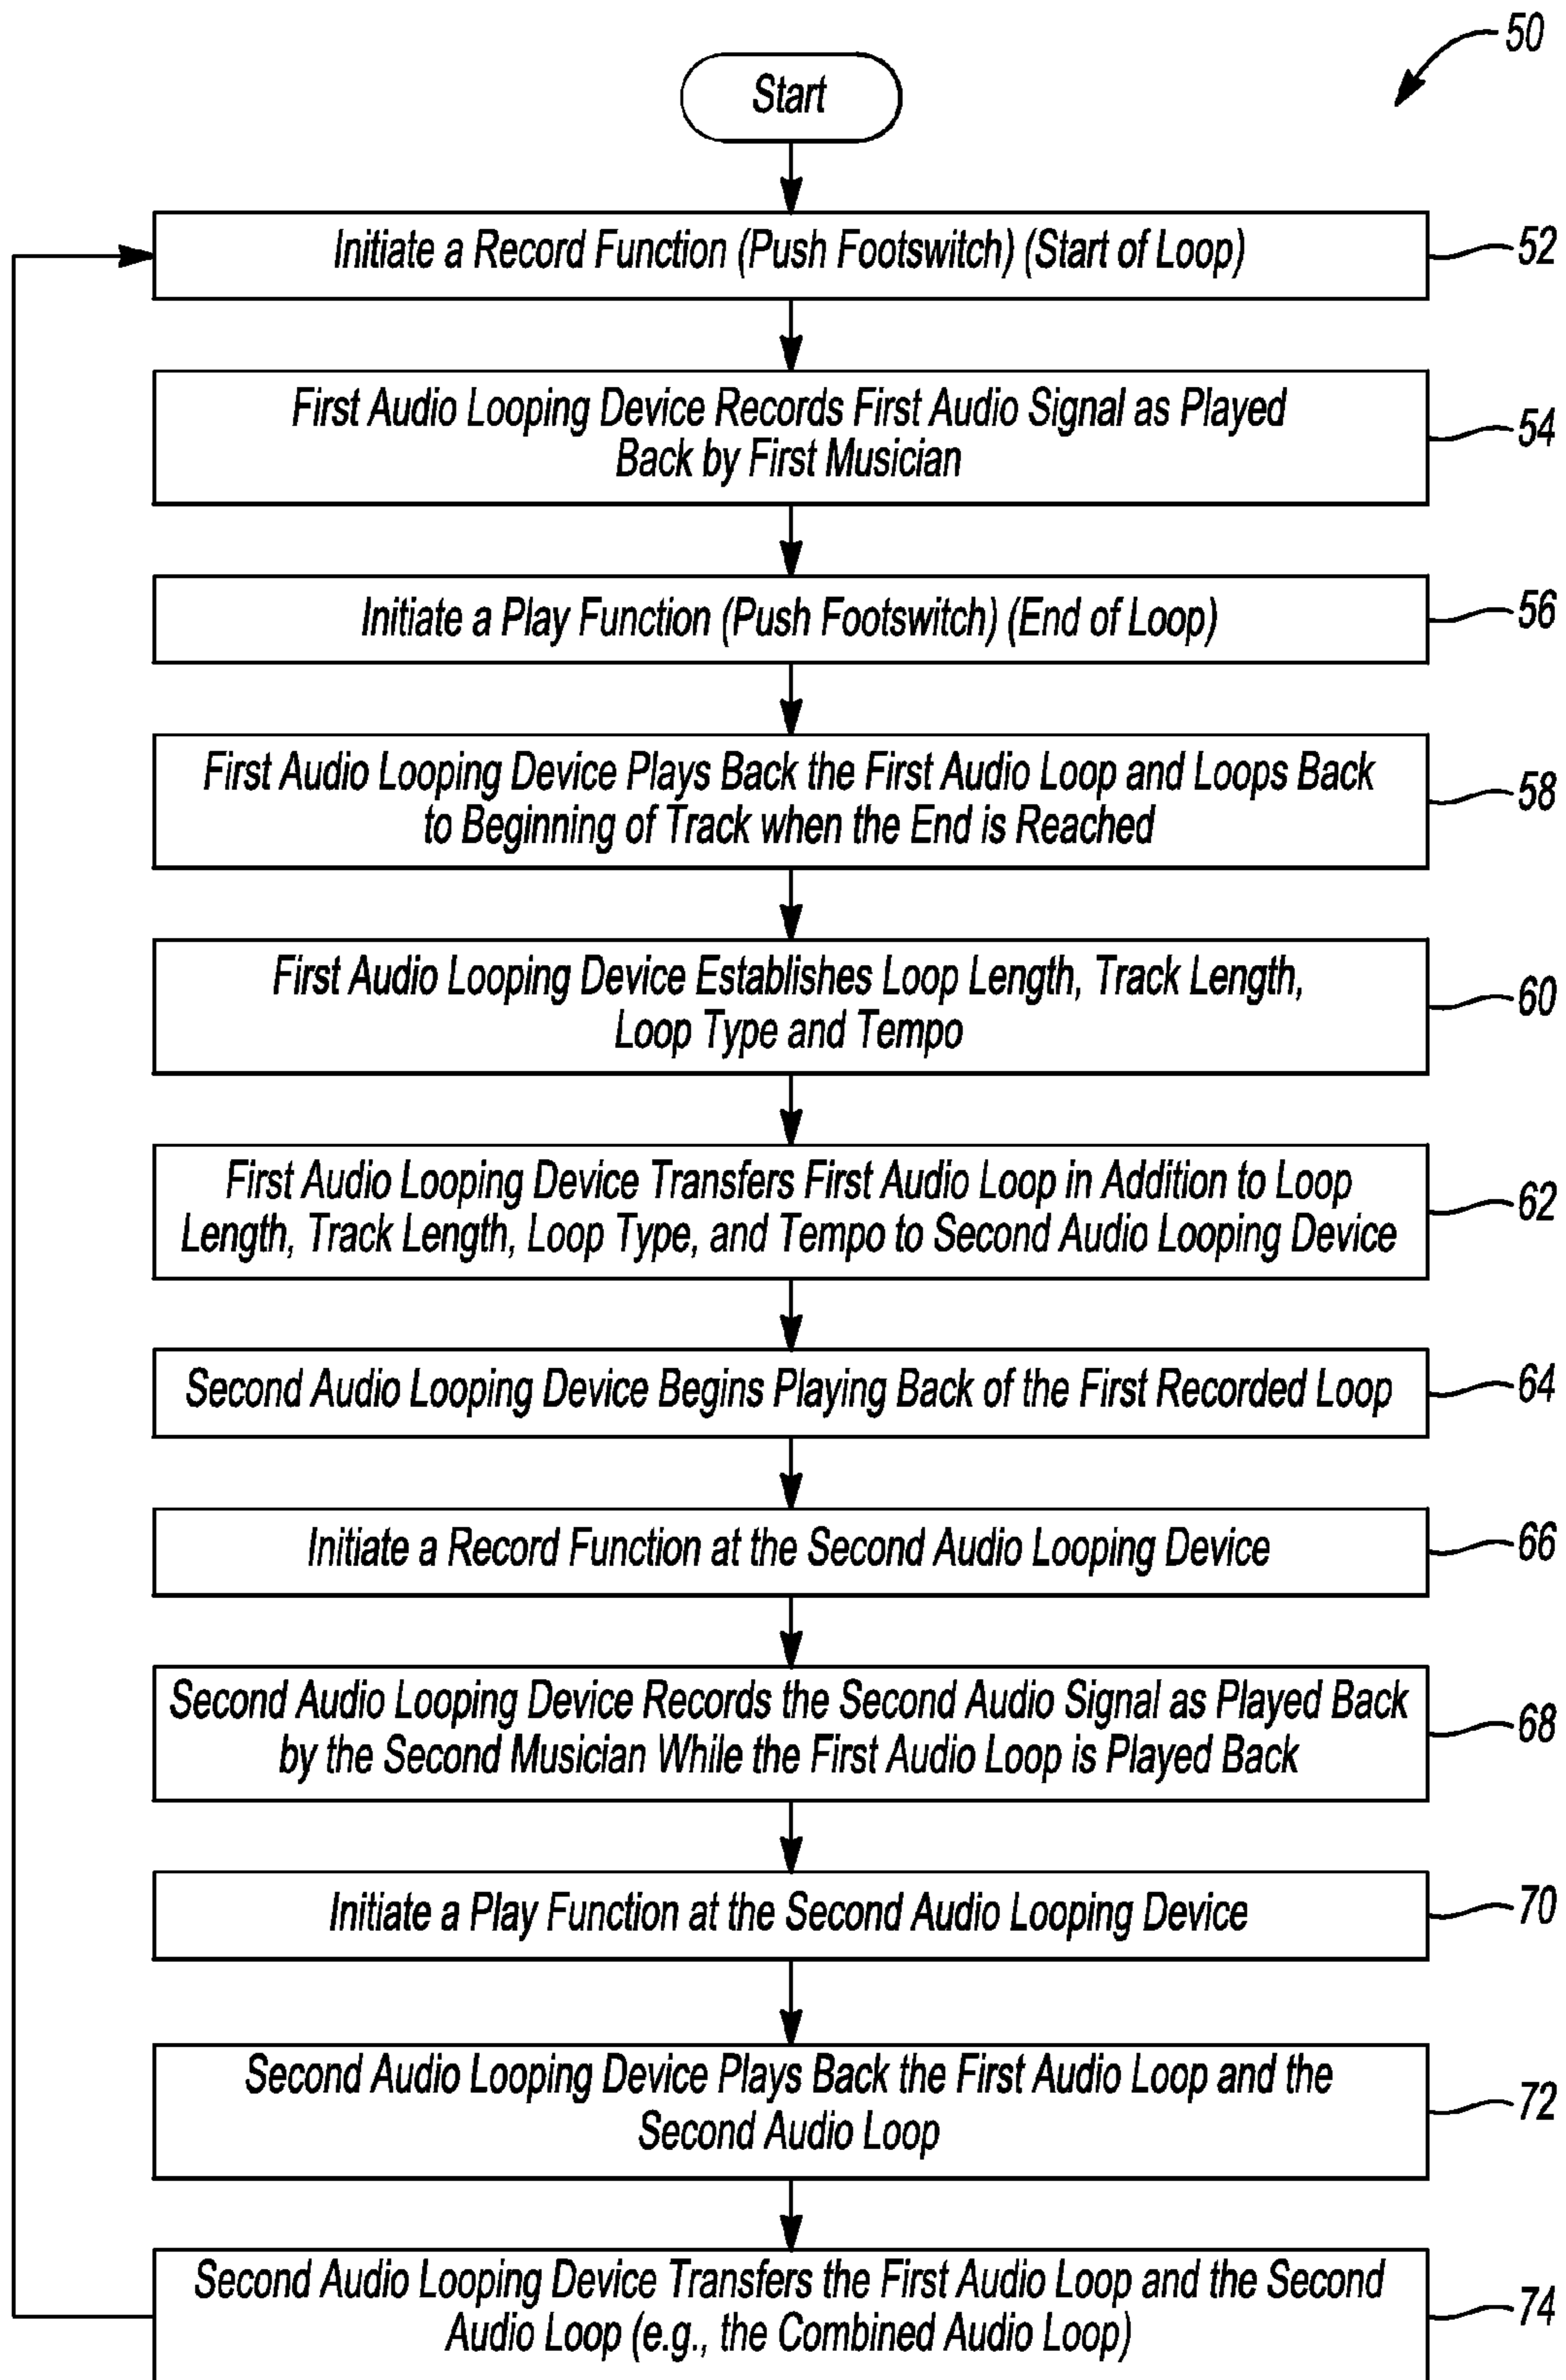 50
Start
Initiate a Record Function (Push Footswitch) (Start of Loop)
52
First Audio Looping Device Records First Audio Signal as Played
Back by First Musician
54
Initiate a Play Function (Push Footswitch) (End of Loop)
56
First Audio Looping Device Plays Back the First Audio Loop and Loops Back
to Beginning of Track when the End is Reached
58
First Audio Looping Device Establishes Loop Length, Track Length,
Loop Type and Tempo
60
First Audio Looping Device Transfers First Audio Loop in Addition to Loop
Length, Track Length, Loop Type, and Tempo to Second Audio Looping Device
62
Second Audio Looping Device Begins Playing Back of the First Recorded Loop
64
Initiate a Record Function at the Second Audio Looping Device
66
Second Audio Looping Device Records the Second Audio Signal as Played Back
by the Second Musician While the First Audio Loop is Played Back
68
Initiate a Play Function at the Second Audio Looping Device
70
Second Audio Looping Device Plays Back the First Audio Loop and the
Second Audio Loop
72
Second Audio Looping Device Transfers the First Audio Loop and the Second
Audio Loop (e.g., the Combined Audio Loop)
74